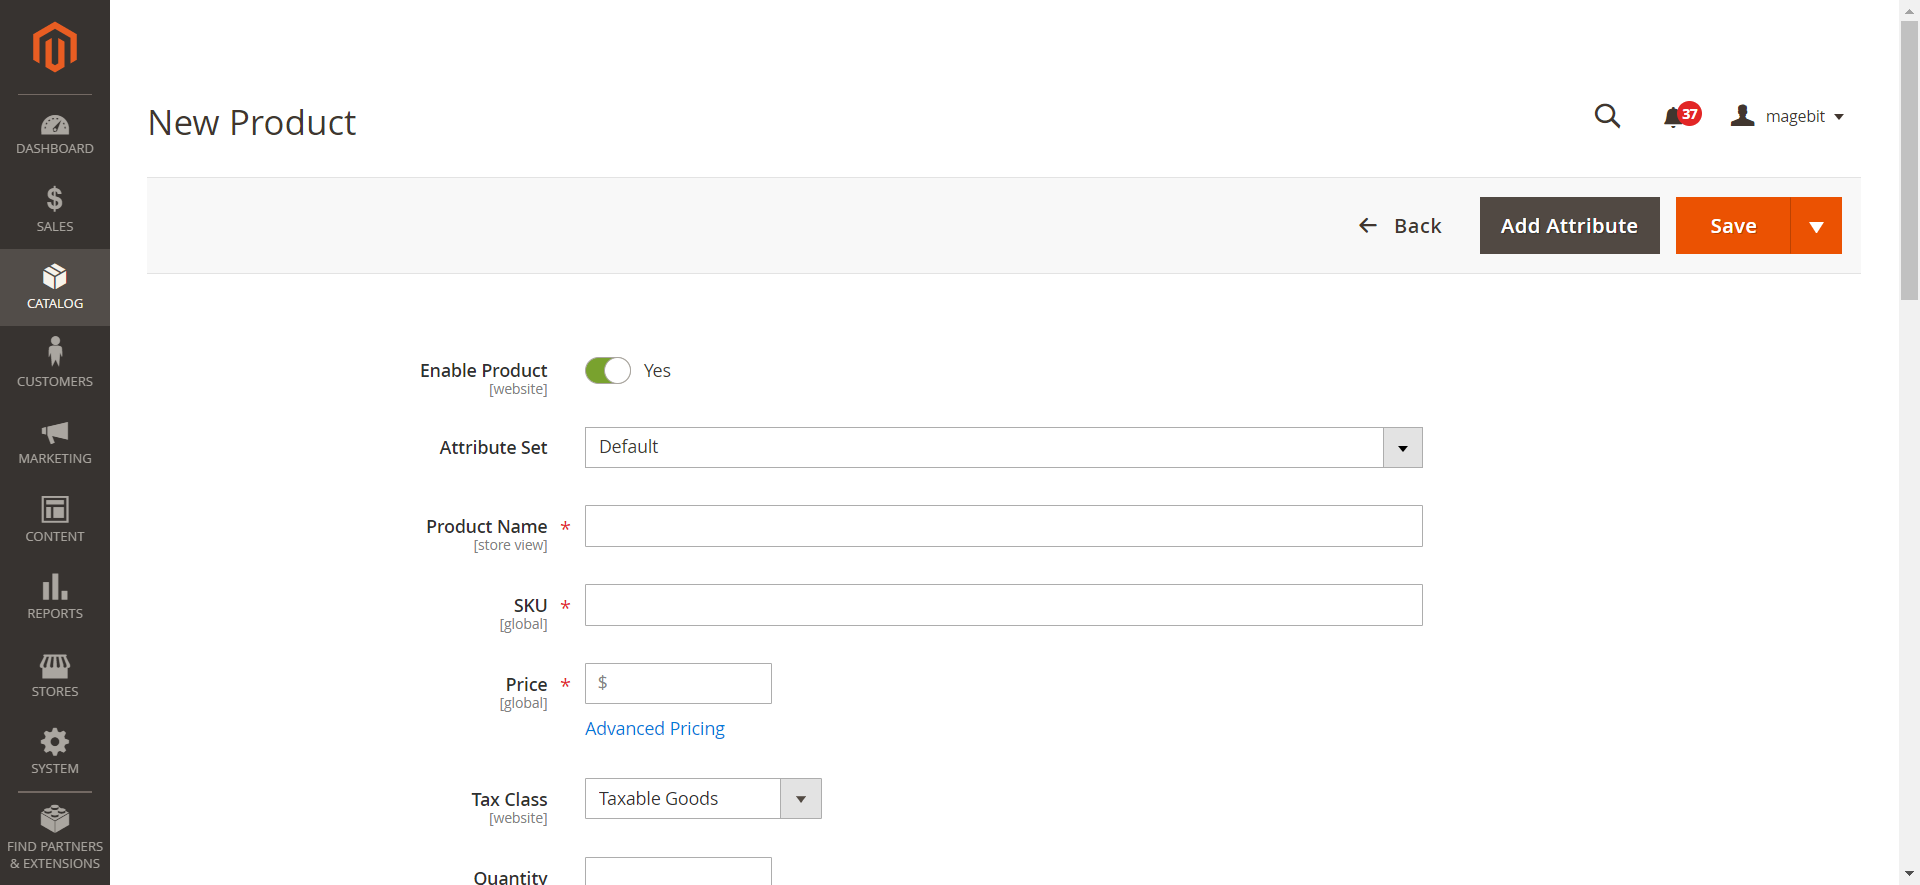 DASHBOARD
SALES
CATALOG
CUSTOMERS
MARKETING
CONTENT
REPORTS
STORES
SYSTEM
FIND PARTNERS
& EXTENSIONS
New Product
37
magebit
Back
Add Attribute
Save
Enable Product
[website]
Yes
Attribute Set
Default
Product Name *
[store view]
SKU *
[global]
Price *
[global]
$
Advanced Pricing
Tax Class
[website]
Taxable Goods
Quantity